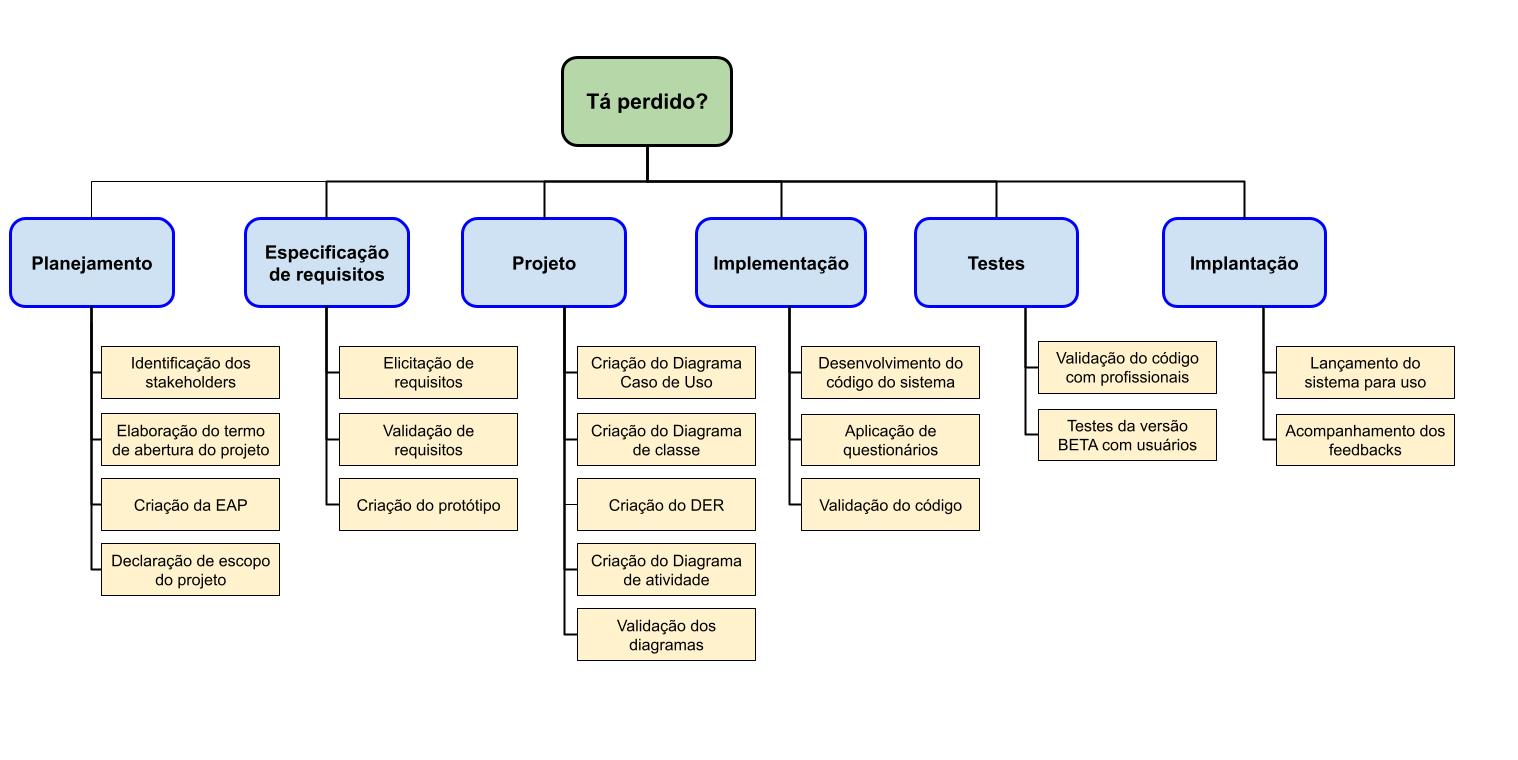 Tá perdido?
Planejamento
Especificação
de requisitos
Projeto
Implementação
Testes
Implantação
Identificação dos
stakeholders
Elaboração do termo
de abertura do projeto
Criação da EAP
Declaração de escopo
do projeto
Elicitação de
requisitos
Validação de
requisitos
Criação do protótipo
Criação do Diagrama
Caso de Uso
Criação do Diagrama
de classe
Criação do DER
Criação do Diagrama
de atividade
Validação dos
diagramas
Desenvolvimento do
código do sistema
Aplicação de
questionários
Validação do código
Validação do código
com profissionais
Testes da versão
BETA com usuários
Lançamento do
sistema para uso
Acompanhamento dos
feedbacks